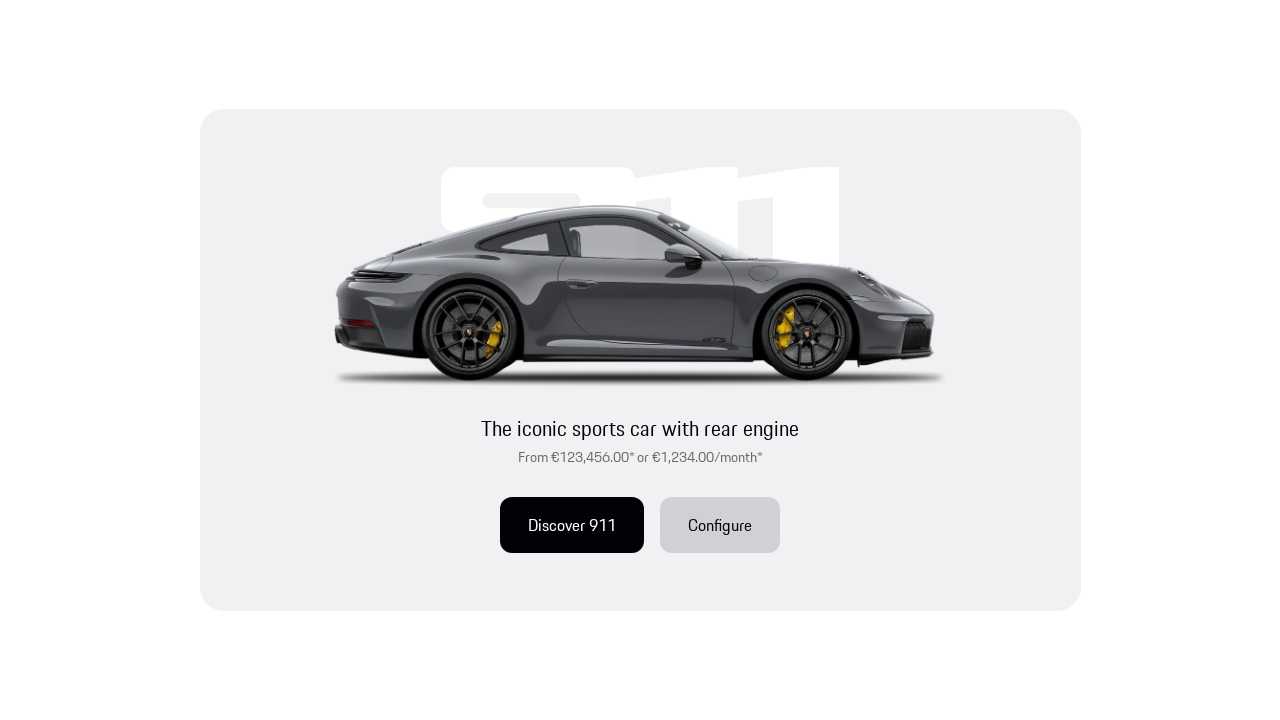 911
GTS
The iconic sports car with rear engine
From €123,456.00* or €1,234.00/month*
Discover 911
Configure